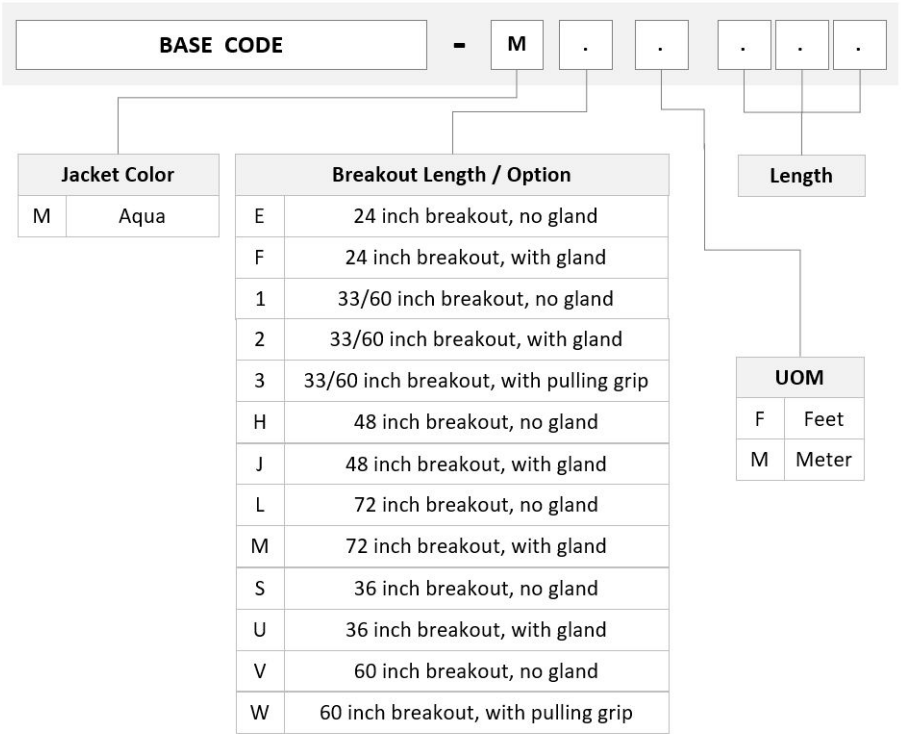 BASE CODE - M . . . . .
Jacket Color
M Aqua
Breakout Length / Option
E 24 inch breakout, no gland
F 24 inch breakout, with gland
1 33/60 inch breakout, no gland
2 33/60 inch breakout, with gland
3 33/60 inch breakout, with pulling grip
H 48 inch breakout, no gland
J 48 inch breakout, with gland
L 72 inch breakout, no gland
M 72 inch breakout, with gland
S 36 inch breakout, no gland
U 36 inch breakout, with gland
V 60 inch breakout, no gland
W 60 inch breakout, with pulling grip
Length
UOM
F Feet
M Meter